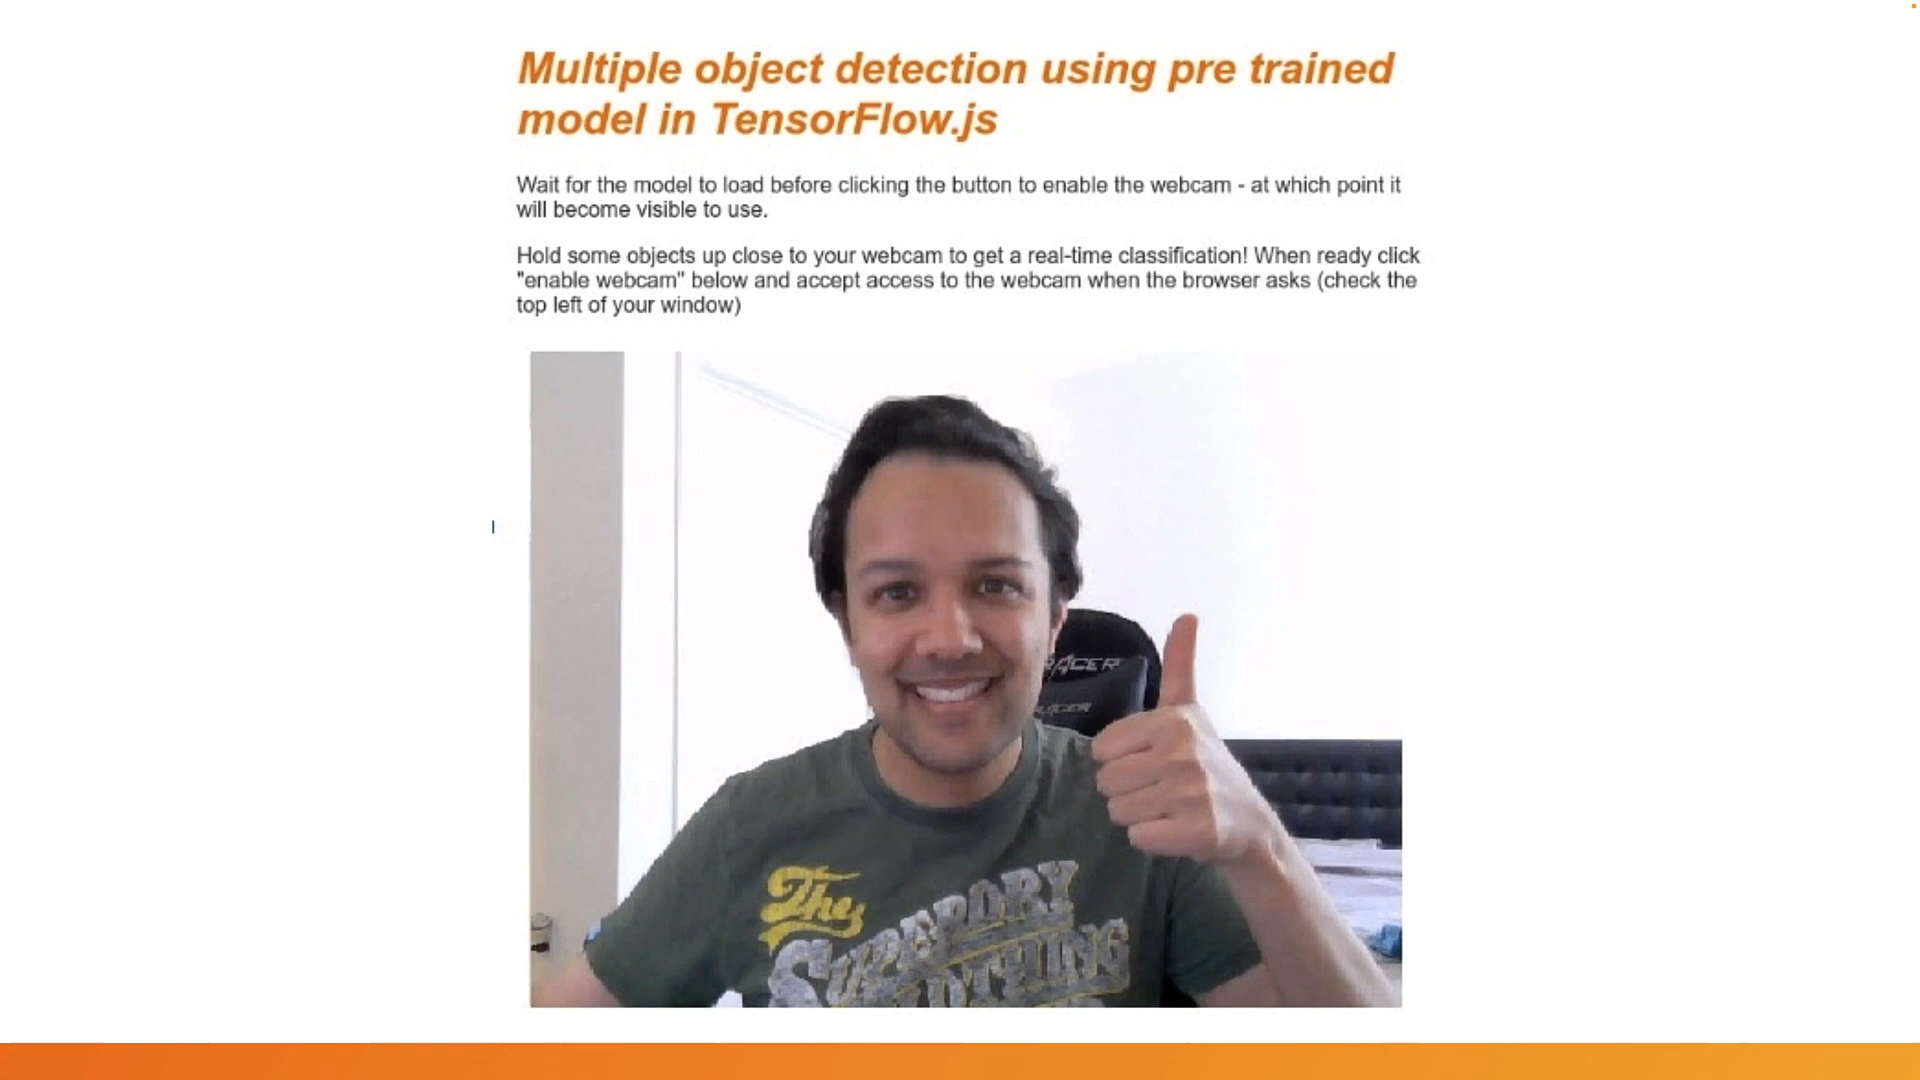 Multiple object detection using pre trained
model in TensorFlow.js
Wait for the model to load before clicking the button to enable the webcam - at which point it
will become visible to use.
Hold some objects up close to your webcam to get a real-time classification! When ready click
"enable webcam" below and accept access to the webcam when the browser asks (check the
top left of your window)
RACER
RACER
The
SUPERDRY
CLOTHING